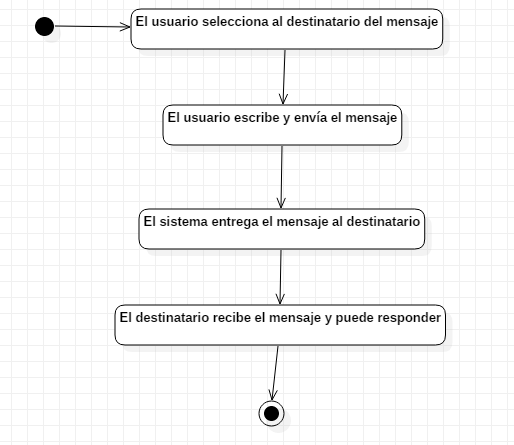 El usuario selecciona al destinatario del mensaje
El usuario escribe y envía el mensaje
El sistema entrega el mensaje al destinatario
El destinatario recibe el mensaje y puede responder